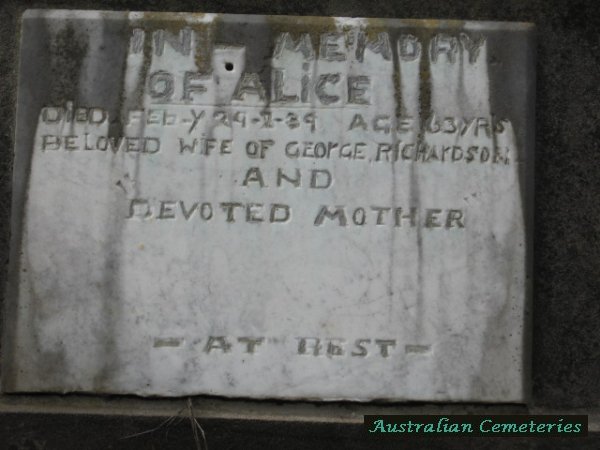 IN MEMORY
OF ALICE
DIED FEB-Y 29-1-39 AGE 63 YRS
BELOVED WIFE OF GEORGE RICHARDSON
AND
DEVOTED MOTHER
- AT REST -
Australian Cemeteries